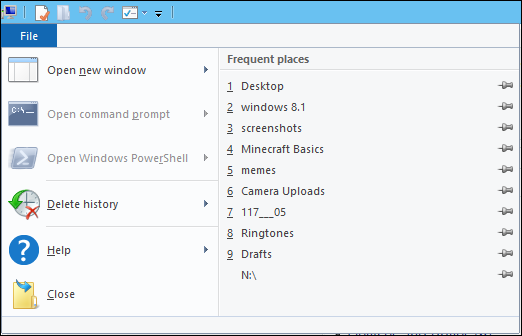 File
Open new window
Open command prompt
Open Windows PowerShell
Delete history
Help
Close
Frequent places
1 Desktop
2 windows 8.1
3 screenshots
4 Minecraft Basics
5 memes
6 Camera Uploads
7 117___05
8 Ringtones
9 Drafts
N:\